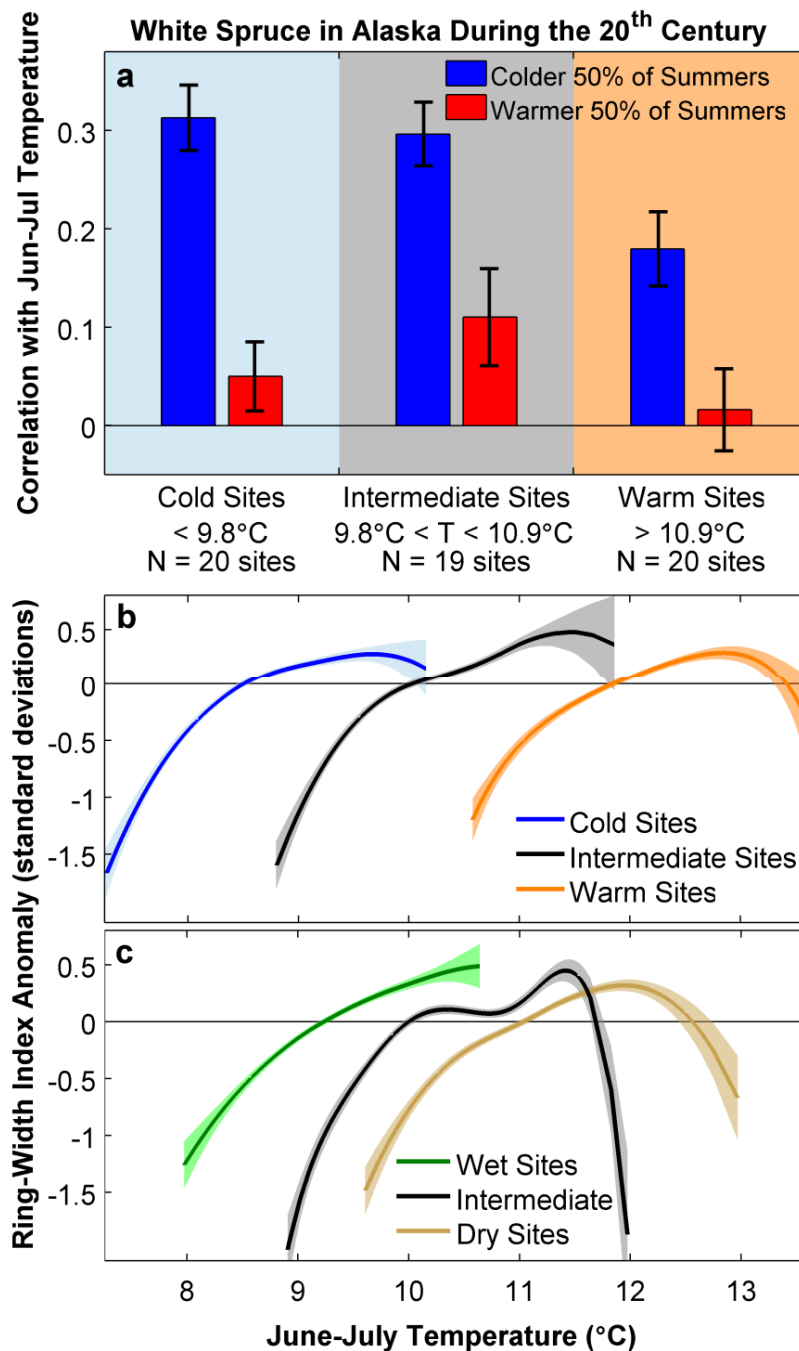 White Spruce in Alaska During the 20th Century
a
Colder 50% of Summers
Warmer 50% of Summers
Correlation with Jun-Jul Temperature
0.3
0.2
0.1
0
Cold Sites
< 9.8°C
N = 20 sites
Intermediate Sites
9.8°C < T < 10.9°C
N = 19 sites
Warm Sites
> 10.9°C
N = 20 sites
Ring-Width Index Anomaly (standard deviations)
b
0.5
0
-0.5
-1
-1.5
Cold Sites
Intermediate Sites
Warm Sites
c
0.5
0
-0.5
-1
-1.5
Wet Sites
Intermediate
Dry Sites
8 9 10 11 12 13
June-July Temperature (°C)